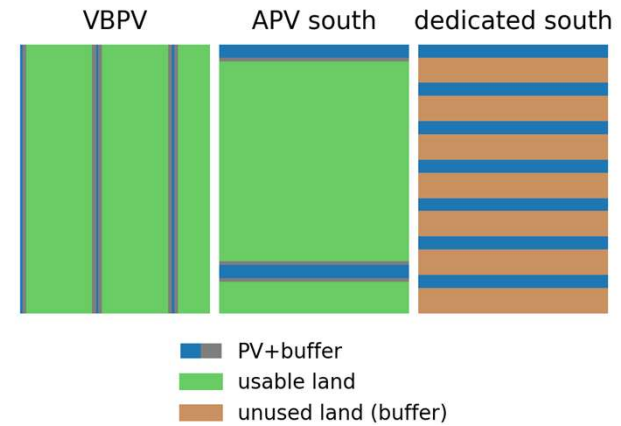 VBPV
APV south
dedicated south
PV+buffer
usable land
unused land (buffer)